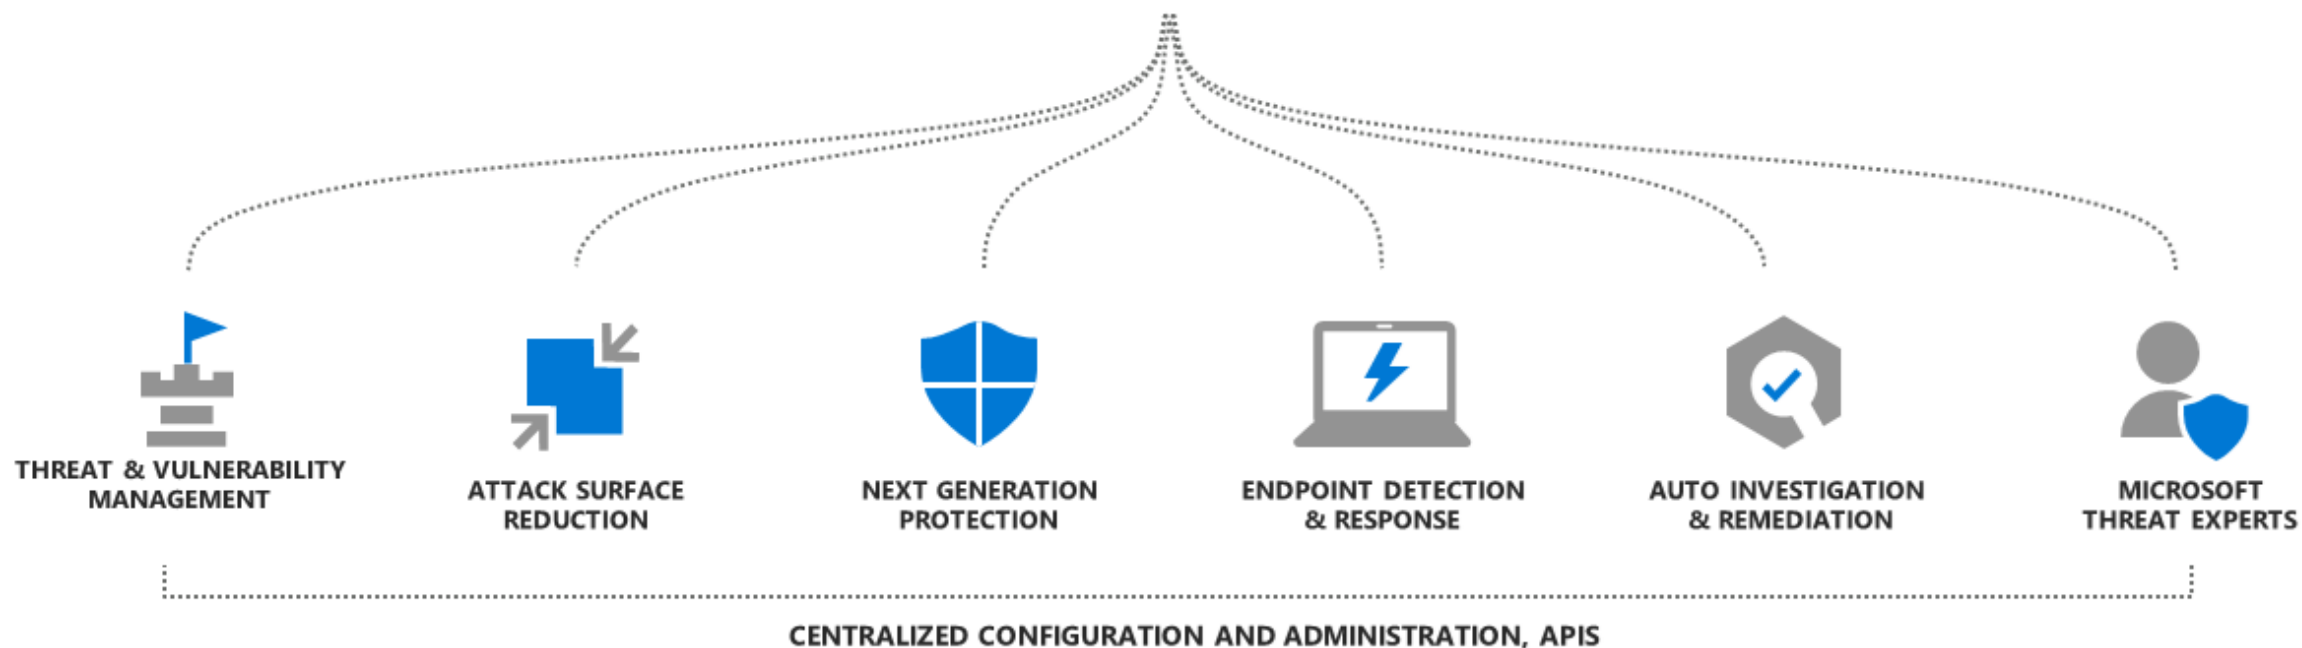 THREAT & VULNERABILITY
MANAGEMENT
ATTACK SURFACE
REDUCTION
NEXT GENERATION
PROTECTION
ENDPOINT DETECTION
& RESPONSE
AUTO INVESTIGATION
& REMEDIATION
MICROSOFT
THREAT EXPERTS
CENTRALIZED CONFIGURATION AND ADMINISTRATION, APIS